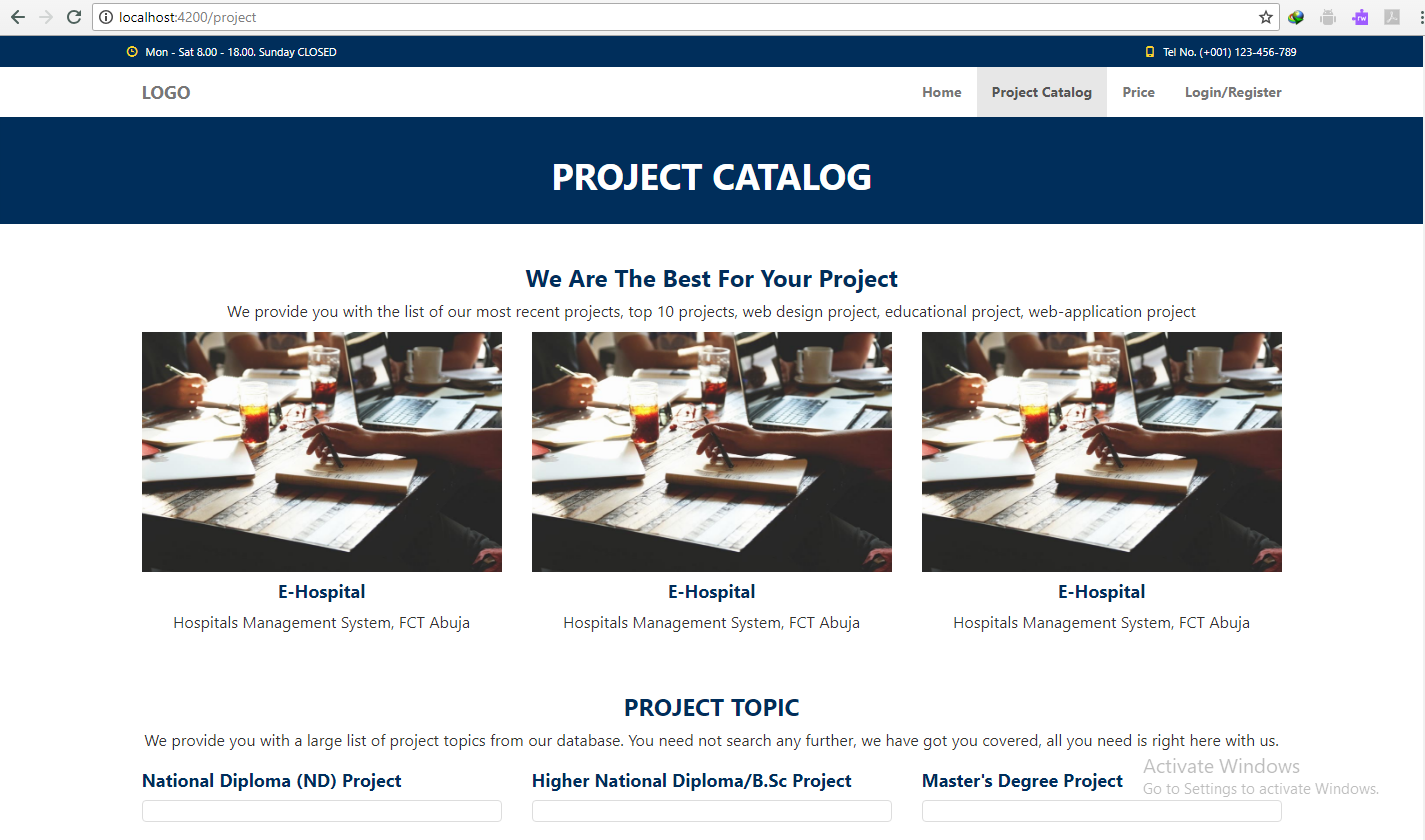 localhost:4200/project
rw
Mon - Sat 8.00 - 18.00. Sunday CLOSED
Tel No. (+001) 123-456-789
LOGO
Home
Project Catalog
Price
Login/Register
PROJECT CATALOG
We Are The Best For Your Project
We provide you with the list of our most recent projects, top 10 projects, web design project, educational project, web-application project
E-Hospital
E-Hospital
E-Hospital
Hospitals Management System, FCT Abuja
Hospitals Management System, FCT Abuja
Hospitals Management System, FCT Abuja
PROJECT TOPIC
We provide you with a large list of project topics from our database. You need not search any further, we have got you covered, all you need is right here with us.
National Diploma (ND) Project
Higher National Diploma/B.Sc Project
Master's Degree Project
Activate Windows
Go to Settings to activate Windows.